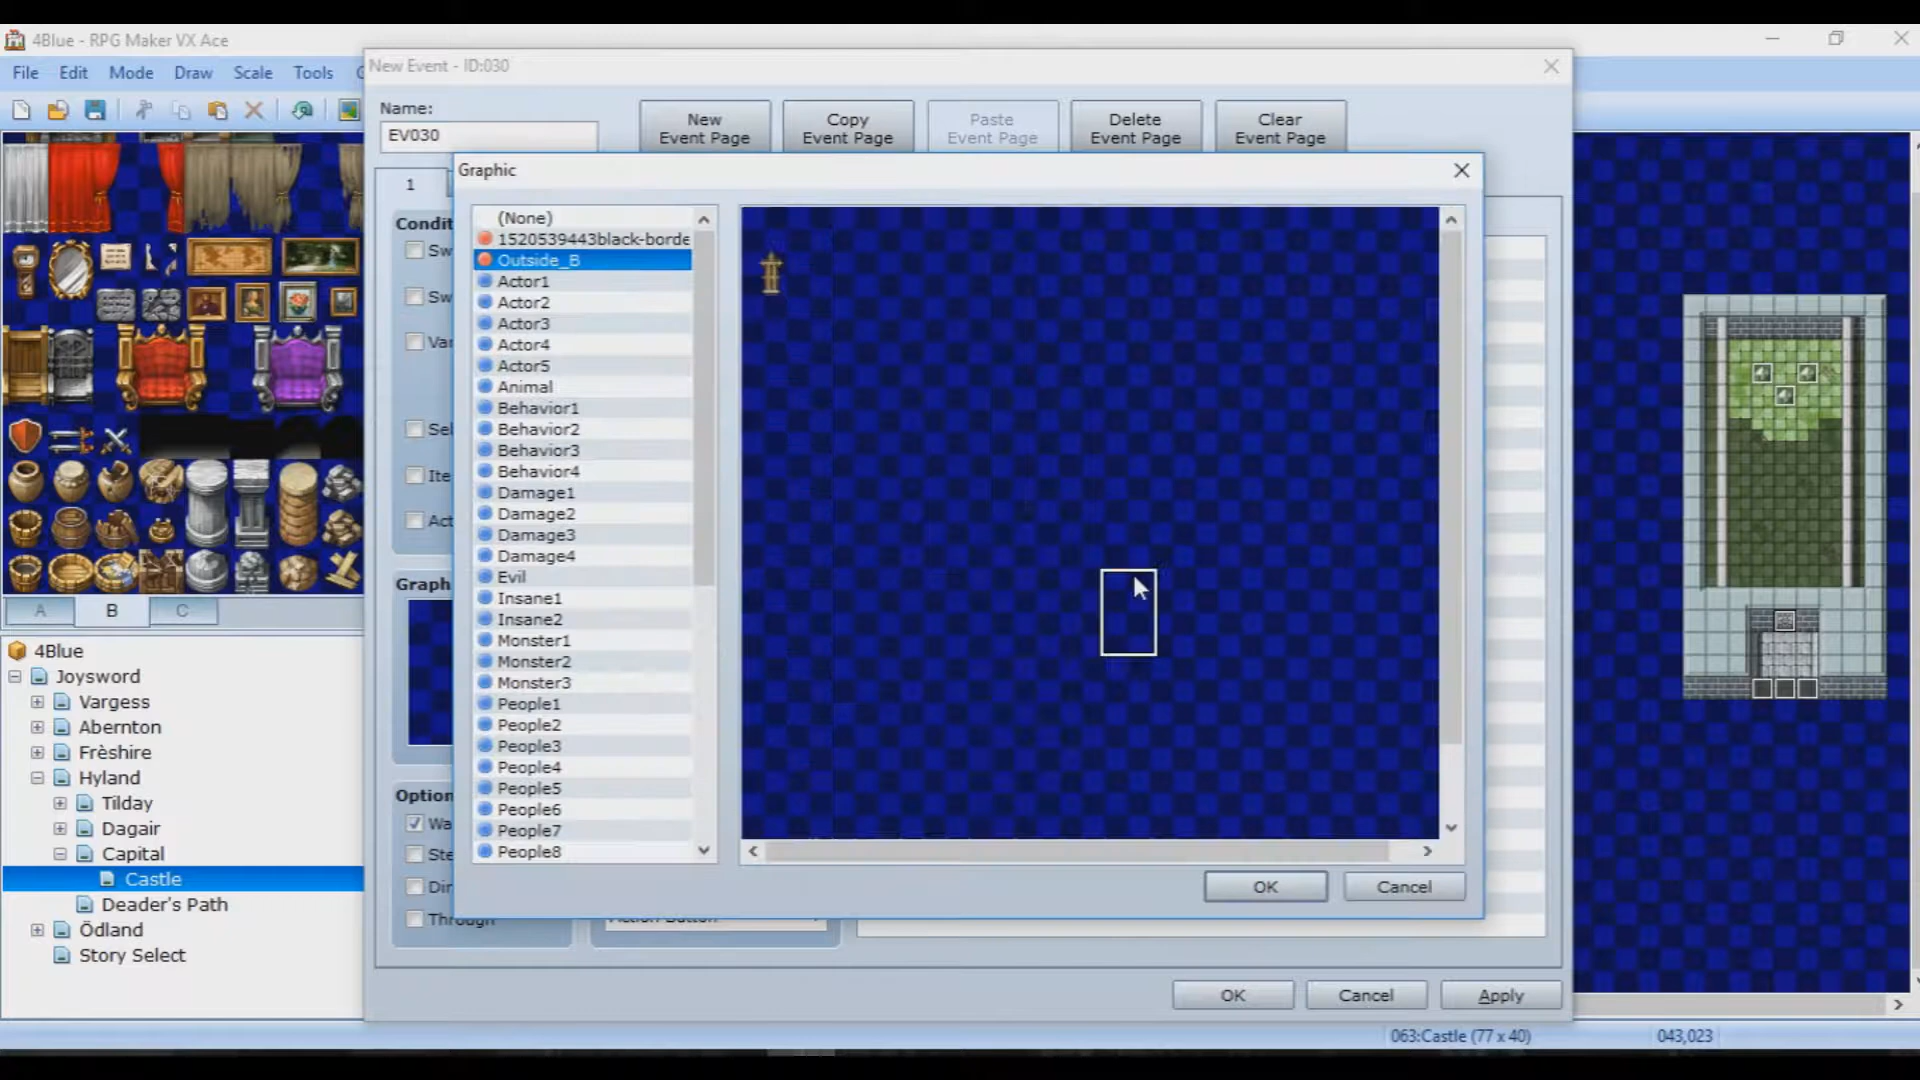 4Blue - RPG Maker VX Ace
File Edit Mode Draw Scale Tools
New Event - ID:030
Name:
EV030
New Event Page
Copy Event Page
Paste Event Page
Delete Event Page
Clear Event Page
1
Graphic
Condit
Sw
Sw
Var
Sel
Ite
Act
Graph
Option
Wa
Ste
Dir
Through
Action Button
(None)
1520539443black-borde
Outside_B
Actor1
Actor2
Actor3
Actor4
Actor5
Animal
Behavior1
Behavior2
Behavior3
Behavior4
Damage1
Damage2
Damage3
Damage4
Evil
Insane1
Insane2
Monster1
Monster2
Monster3
People1
People2
People3
People4
People5
People6
People7
People8
OK
Cancel
OK
Cancel
Apply
A B C
4Blue
Joysword
Vargess
Abernton
Frèshire
Hyland
Tilday
Dagair
Capital
Castle
Deader's Path
Ödland
Story Select
063:Castle (77 x 40)
043,023